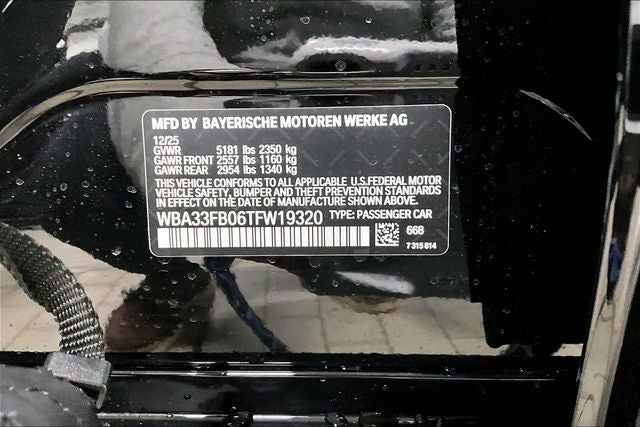 MFD BY BAYERISCHE MOTOREN WERKE AG
12/25
GVWR 5181 lbs 2350 kg
GAWR FRONT 2557 lbs 1160 kg
GAWR REAR 2954 lbs 1340 kg
THIS VEHICLE CONFORMS TO ALL APPLICABLE U.S.FEDERAL MOTOR
VEHICLE SAFETY, BUMPER AND THEFT PREVENTION STANDARDS
IN EFFECT ON THE DATE OF MANUFACTURE SHOWN ABOVE.
WBA33FB06TFW19320 TYPE: PASSENGER CAR
668
7315814